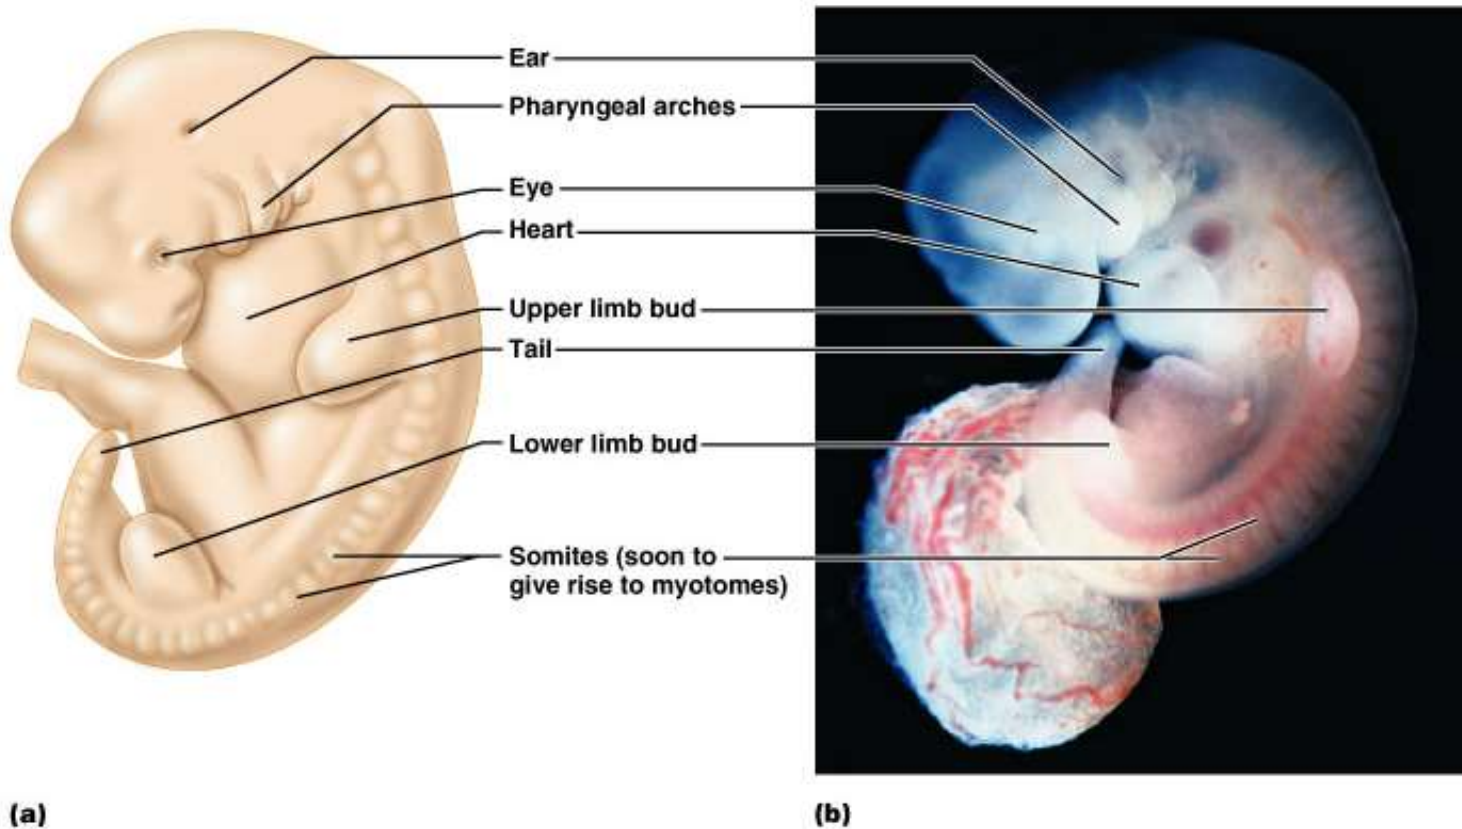 Ear
Pharyngeal arches
Eye
Heart
Upper limb bud
Tail
Lower limb bud
Somites (soon to
give rise to myotomes)
(a)
(b)